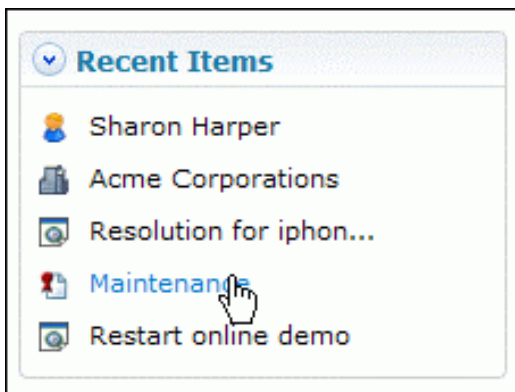 Recent Items
Sharon Harper
Acme Corporations
Resolution for iphon...
Maintenance
Restart online demo